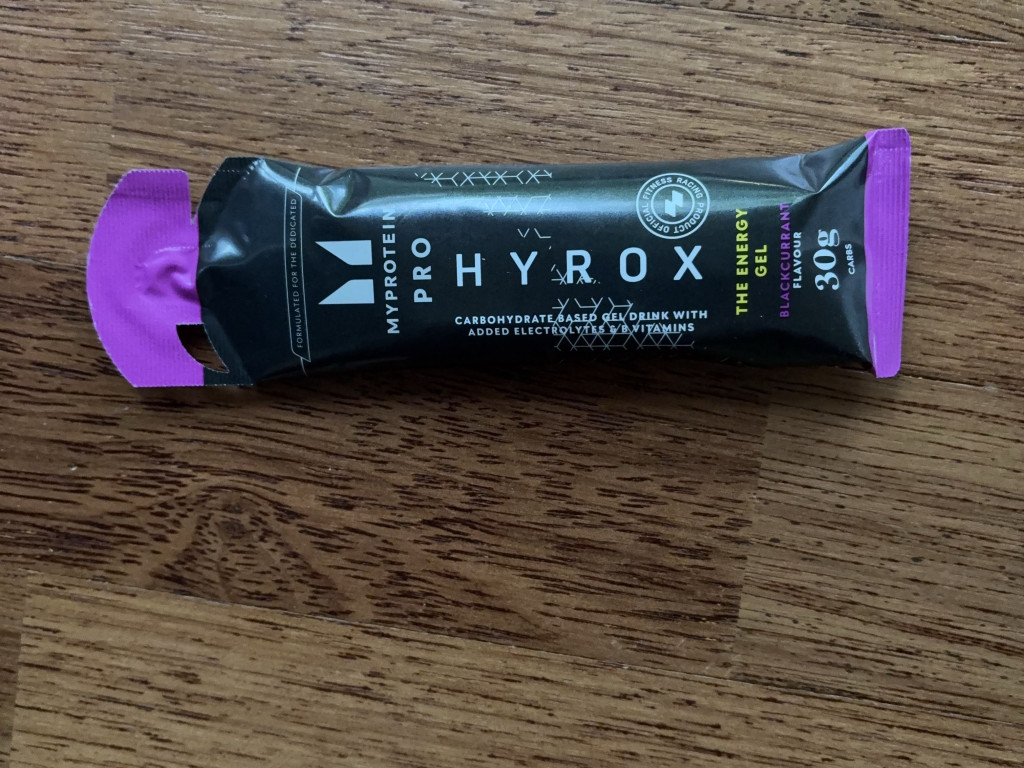 FORMULATED FOR THE DEDICATED
MYPROTEIN
PRO
HYROX
CARBOHYDRATE BASED GEL DRINK WITH
ADDED ELECTROLYTES & B VITAMINS
OFFICIAL FITNESS RACING PRODUCT
THE ENERGY
GEL
BLACKCURRANT
FLAVOUR
30g
CARBS